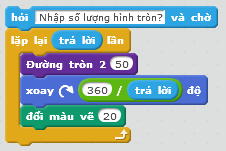 hỏi Nhập số lượng hình tròn? và chờ
lặp lại trả lời lần
Đường tròn 2 50
xoay 360 / trả lời độ
đổi màu vẽ 20